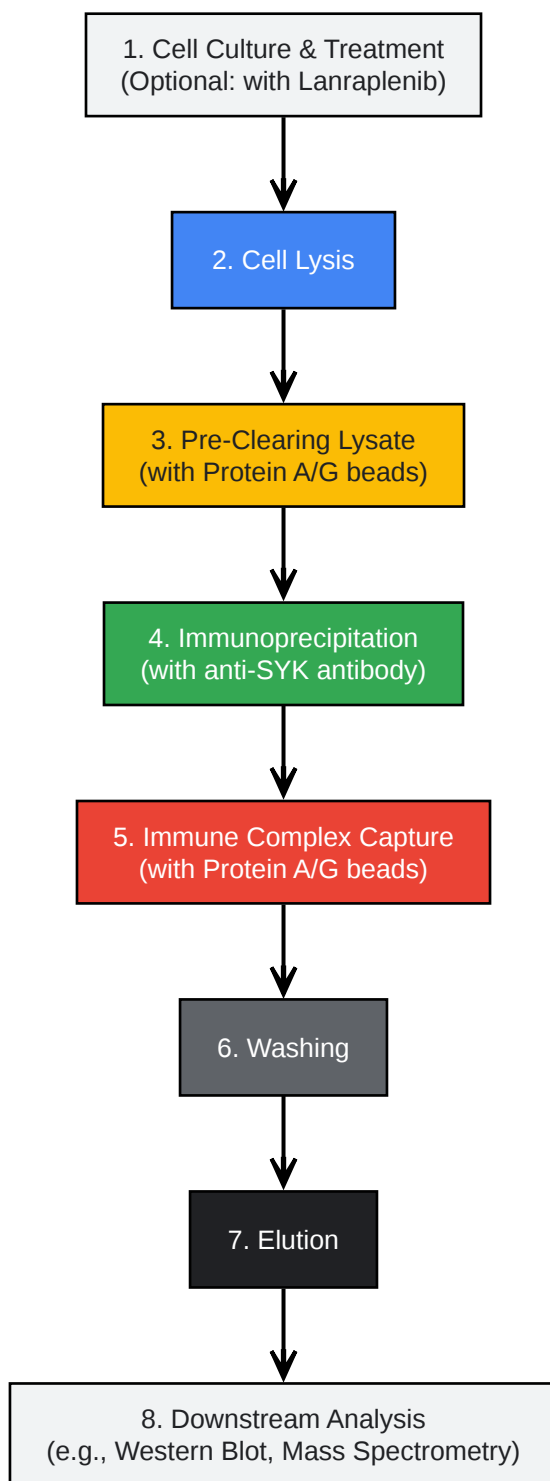 1. Cell Culture & Treatment
(Optional: with Lanraplenib)
2. Cell Lysis
3. Pre-Clearing Lysate
(with Protein A/G beads)
4. Immunoprecipitation
(with anti-SYK antibody)
5. Immune Complex Capture
(with Protein A/G beads)
6. Washing
7. Elution
8. Downstream Analysis
(e.g., Western Blot, Mass Spectrometry)